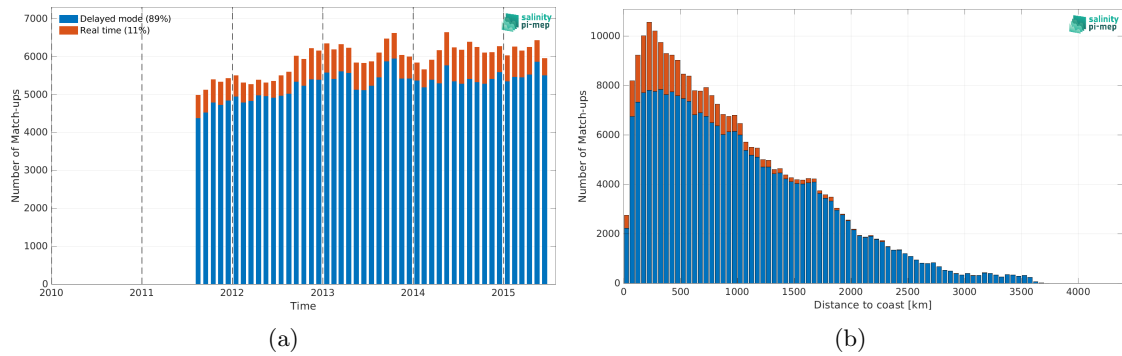 Delayed mode (89%)
Real time (11%)
salinity
pi-mep
Number of Match-ups
7000
6000
5000
4000
3000
2000
1000
0
2010
2011
2012
2013
2014
2015
Time
(a)
salinity
pi-mep
Number of Match-ups
10000
8000
6000
4000
2000
0
0
500
1000
1500
2000
2500
3000
3500
4000
Distance to coast [km]
(b)